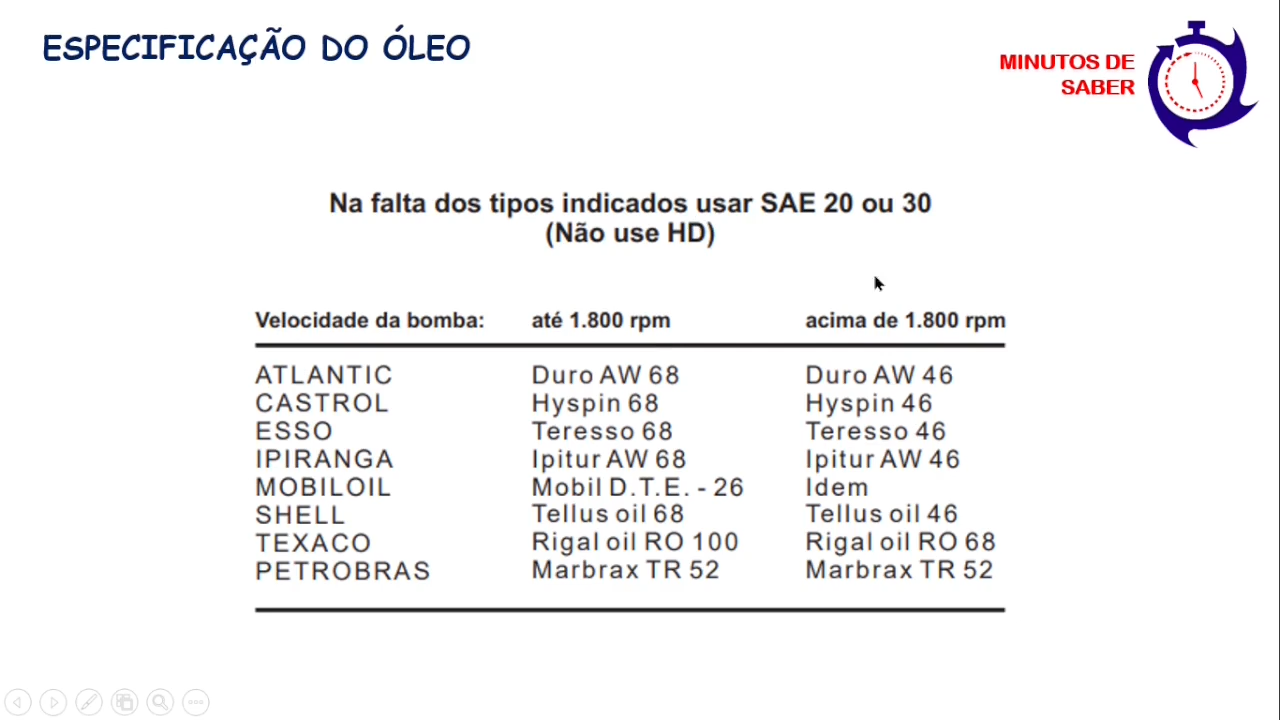 ESPECIFICAÇÃO DO ÓLEO
MINUTOS DE
SABER
Na falta dos tipos indicados usar SAE 20 ou 30
(Não use HD)
Velocidade da bomba: até 1.800 rpm acima de 1.800 rpm
ATLANTIC Duro AW 68 Duro AW 46
CASTROL Hyspin 68 Hyspin 46
ESSO Teresso 68 Teresso 46
IPIRANGA Ipitur AW 68 Ipitur AW 46
MOBILOIL Mobil D.T.E. - 26 Idem
SHELL Tellus oil 68 Tellus oil 46
TEXACO Rigal oil RO 100 Rigal oil RO 68
PETROBRAS Marbrax TR 52 Marbrax TR 52